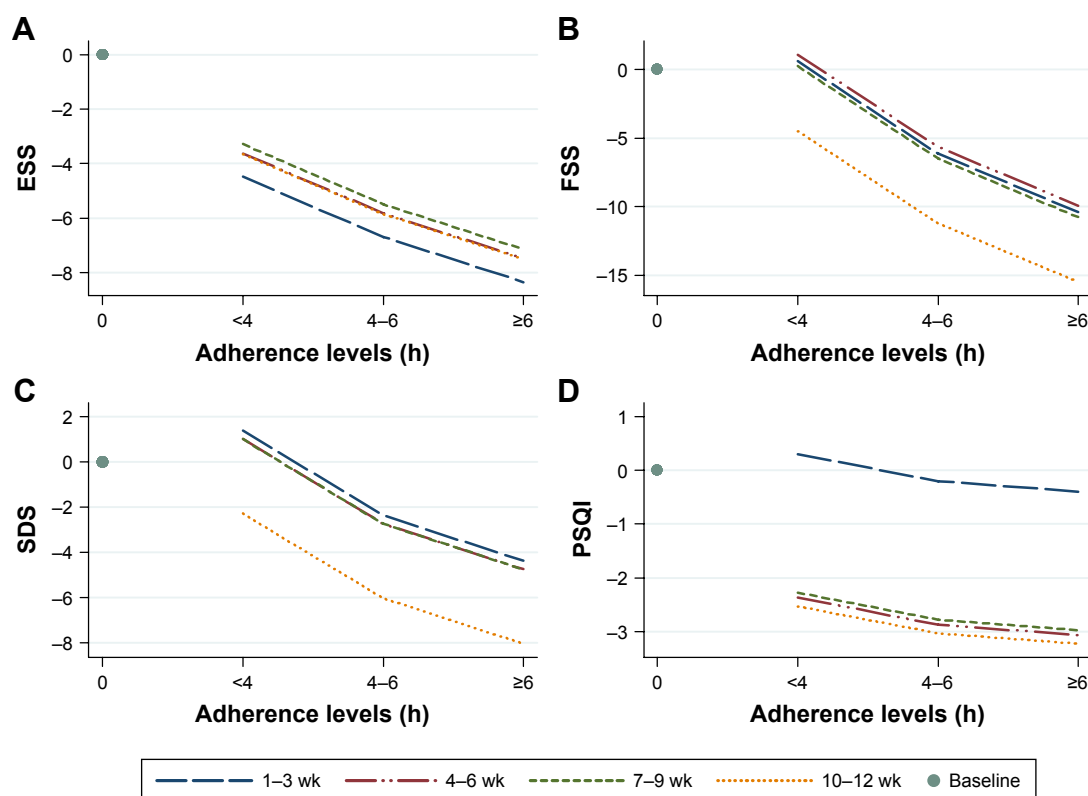 A
0
–2
–4
–6
–8
ESS
0
<4
4–6
≥6
Adherence levels (h)
B
0
–5
–10
–15
FSS
0
<4
4–6
≥6
Adherence levels (h)
C
2
0
–2
–4
–6
–8
SDS
0
<4
4–6
≥6
Adherence levels (h)
D
1
0
–1
–2
–3
PSQI
0
<4
4–6
≥6
Adherence levels (h)
1–3 wk 4–6 wk 7–9 wk 10–12 wk Baseline